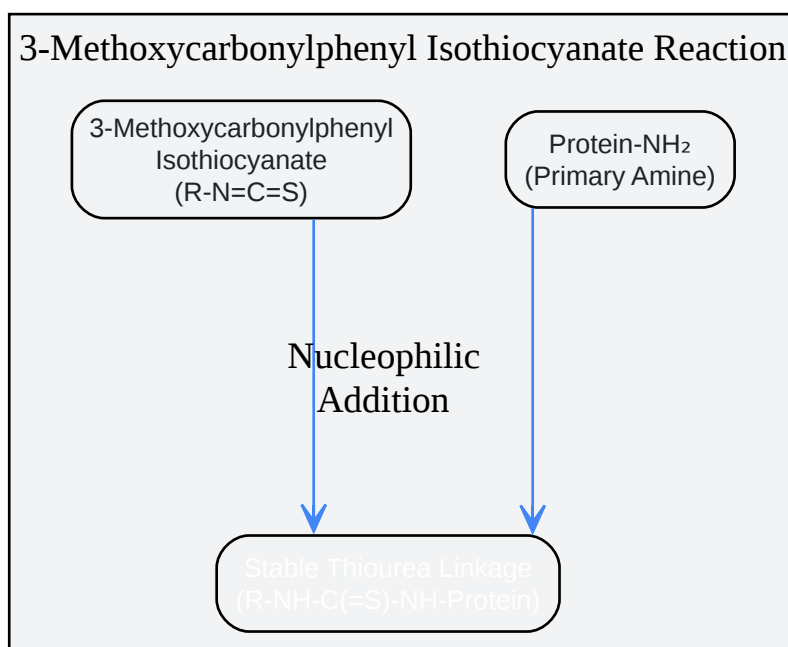 3-Methoxycarbonylphenyl Isothiocyanate Reaction
3-Methoxycarbonylphenyl
Isothiocyanate
(R-N=C=S)
Protein-NH₂
(Primary Amine)
Nucleophilic
Addition
Stable Thiourea Linkage
(R-NH-C(=S)-NH-Protein)